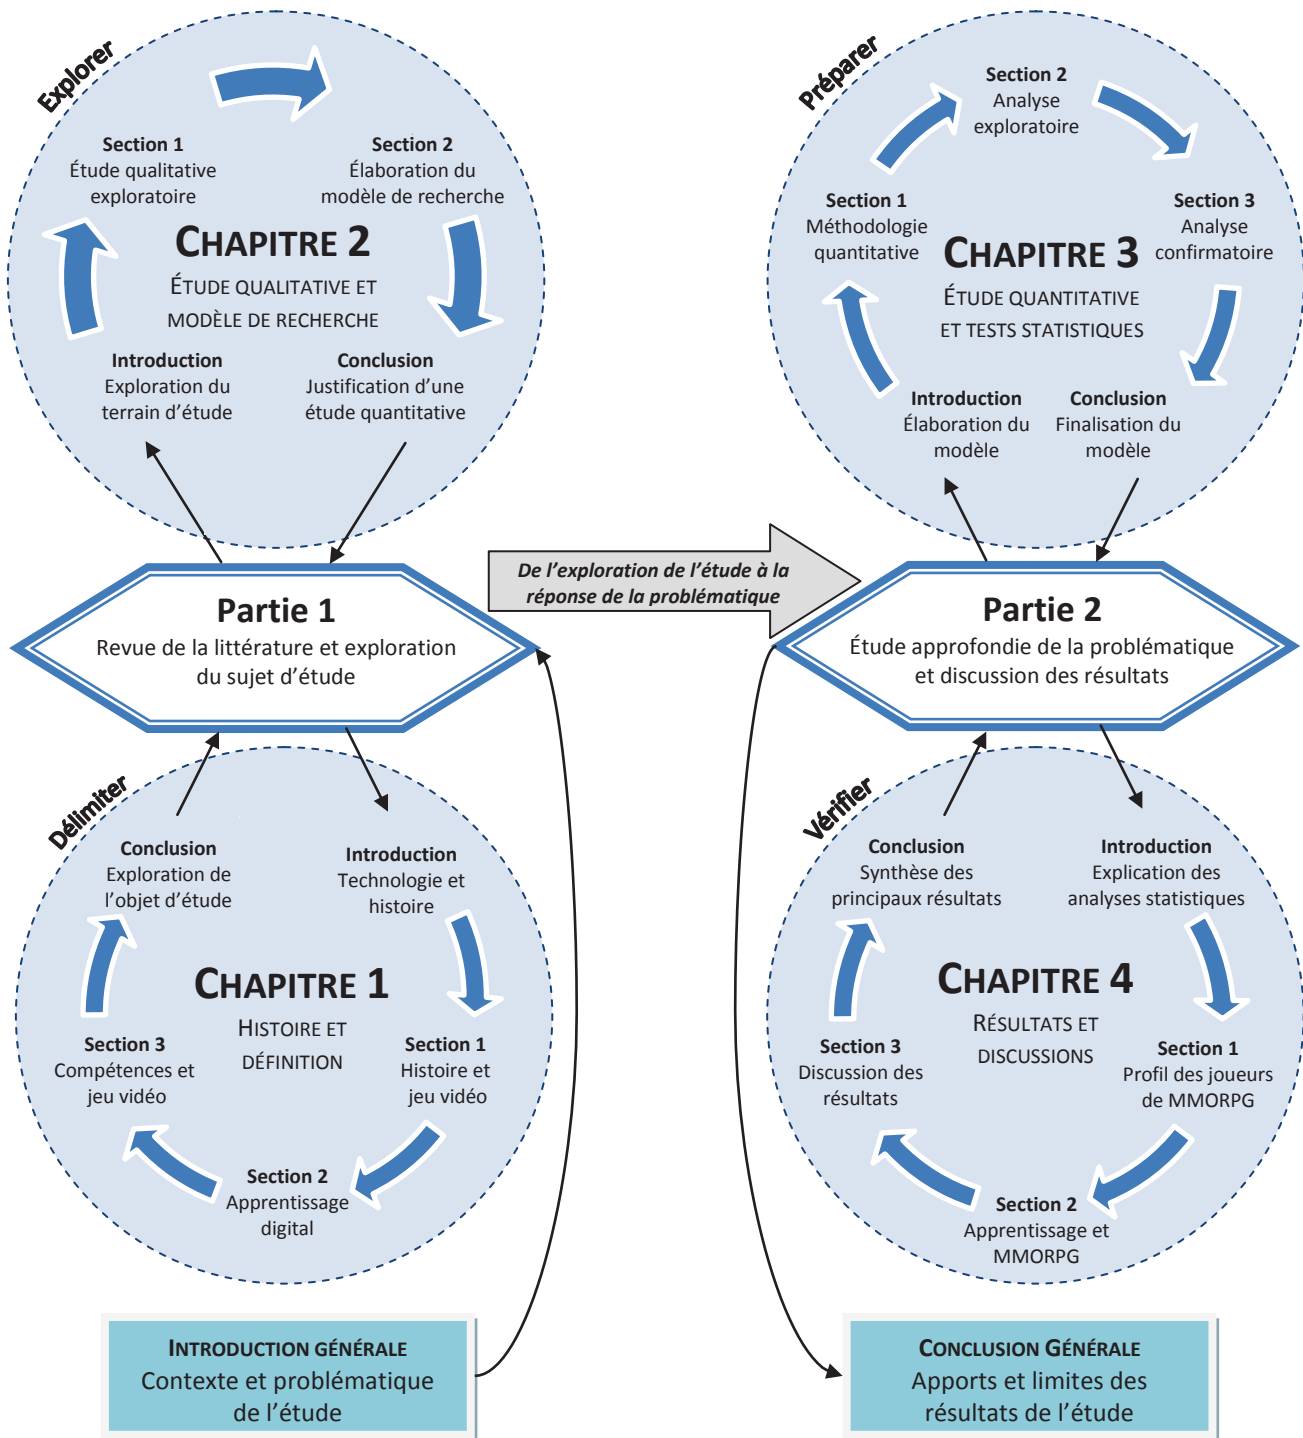 Explorer
Section 1
Étude qualitative
exploratoire
Section 2
Élaboration du
modèle de recherche
CHAPITRE 2
ÉTUDE QUALITATIVE ET
MODÈLE DE RECHERCHE
Introduction
Exploration du
terrain d'étude
Conclusion
Justification d'une
étude quantitative
Préparer
Section 2
Analyse
exploratoire
Section 1
Méthodologie
quantitative
Section 3
Analyse
confirmatoire
CHAPITRE 3
ÉTUDE QUANTITATIVE
ET TESTS STATISTIQUES
Introduction
Élaboration du
modèle
Conclusion
Finalisation du
modèle
Partie 1
Revue de la littérature et exploration
du sujet d'étude
De l'exploration de l'étude à la
réponse de la problématique
Partie 2
Étude approfondie de la problématique
et discussion des résultats
Délimiter
Conclusion
Exploration de
l'objet d'étude
Introduction
Technologie et
histoire
CHAPITRE 1
HISTOIRE ET
DÉFINITION
Section 3
Compétences et
jeu vidéo
Section 1
Histoire et
jeu vidéo
Section 2
Apprentissage
digital
Vérifier
Conclusion
Synthèse des
principaux résultats
Introduction
Explication des
analyses statistiques
CHAPITRE 4
RÉSULTATS ET
DISCUSSIONS
Section 3
Discussion des
résultats
Section 1
Profil des joueurs
de MMORPG
Section 2
Apprentissage et
MMORPG
INTRODUCTION GÉNÉRALE
Contexte et problématique
de l'étude
CONCLUSION GÉNÉRALE
Apports et limites des
résultats de l'étude